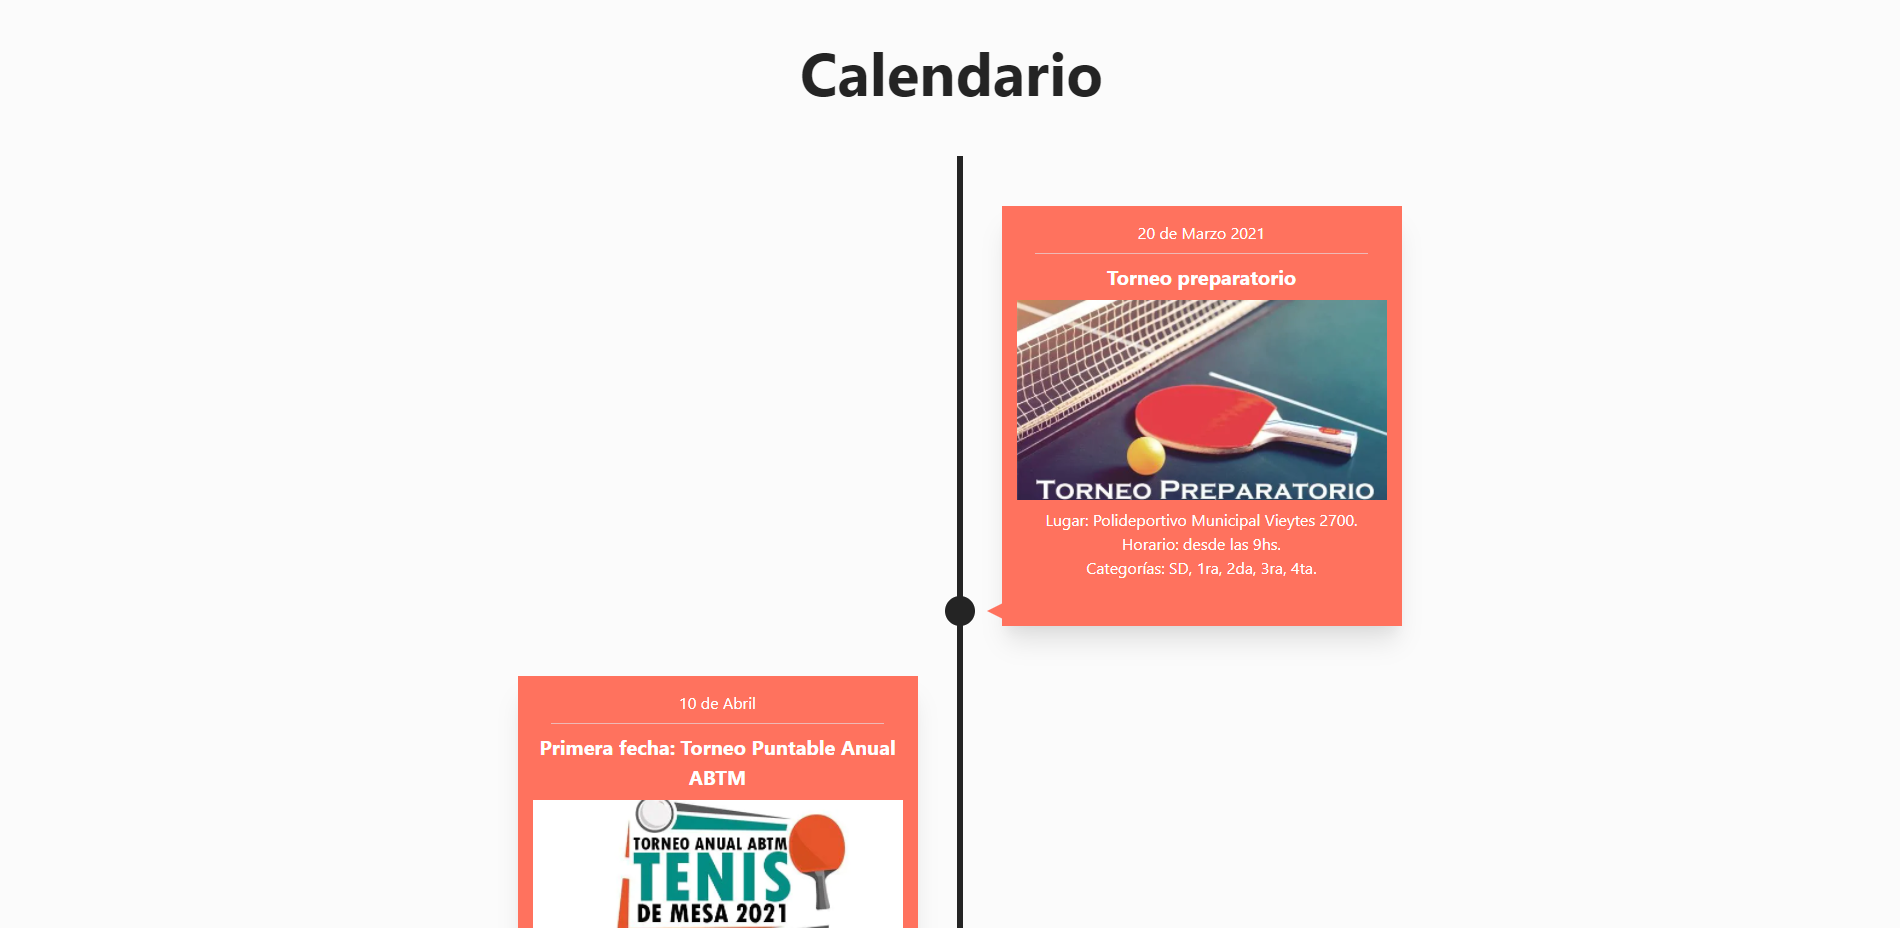 Calendario
20 de Marzo 2021
Torneo preparatorio
TORNEO PREPARATORIO
Lugar: Polideportivo Municipal Vieytes 2700.
Horario: desde las 9hs.
Categorías: SD, 1ra, 2da, 3ra, 4ta.
10 de Abril
Primera fecha: Torneo Puntable Anual
ABTM
TORNEO ANUAL ABTM
TENIS
DE MESA 2021